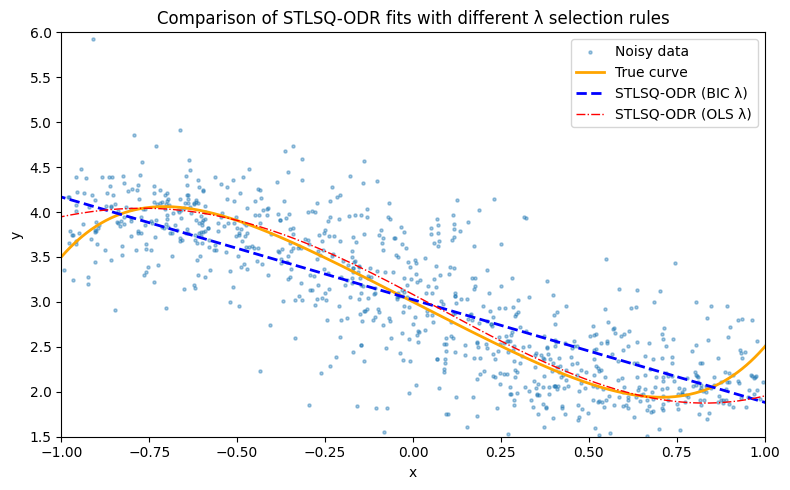 Comparison of STLSQ-ODR fits with different λ selection rules
6.0
5.5
5.0
4.5
4.0
3.5
3.0
2.5
2.0
1.5
y
Noisy data
True curve
STLSQ-ODR (BIC λ)
STLSQ-ODR (OLS λ)
−1.00 −0.75 −0.50 −0.25 0.00 0.25 0.50 0.75 1.00
x